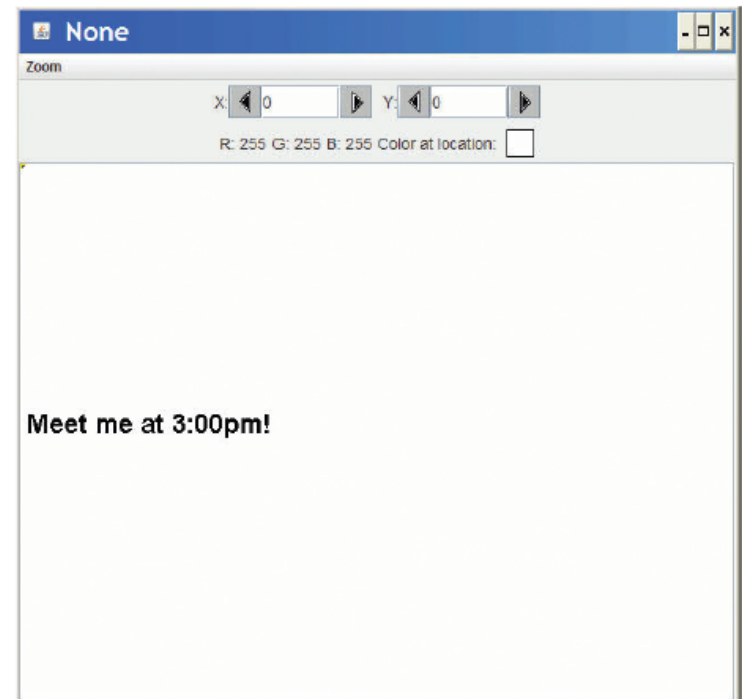 None
Zoom
X: 0 Y: 0
R: 255 G: 255 B: 255 Color at location:
Meet me at 3:00pm!